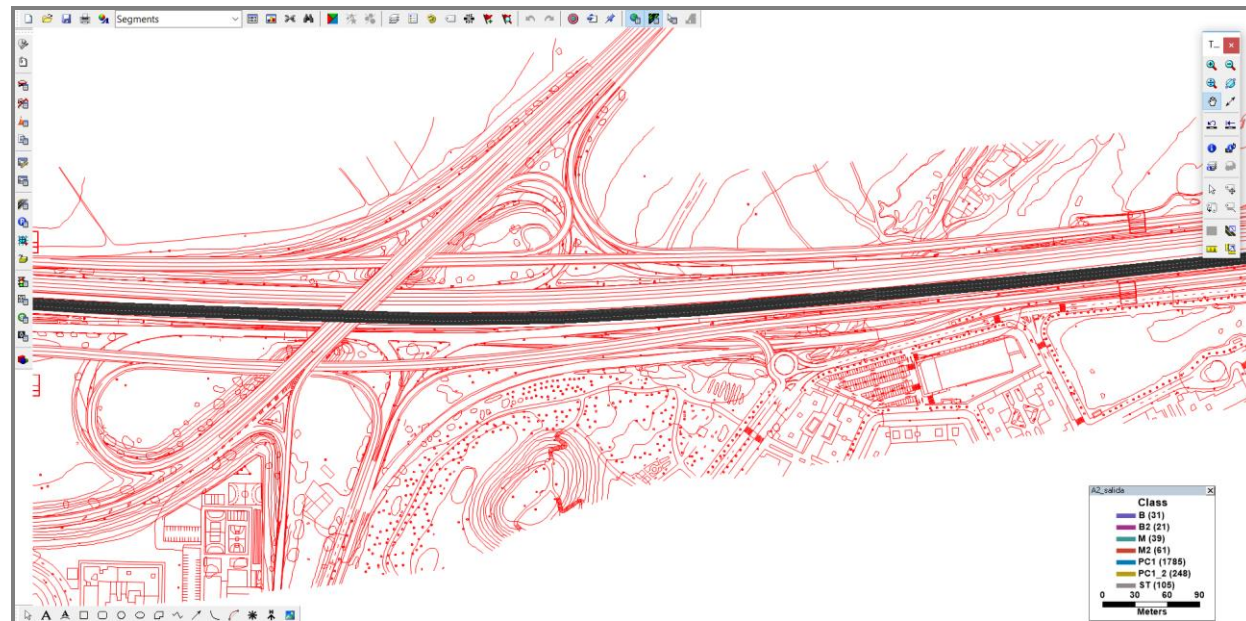 Segments
T...
A2_salida
Class
B (31)
B2 (21)
M (39)
M2 (61)
PC1 (1785)
PC1_2 (248)
ST (105)
0 30 60 90
Meters